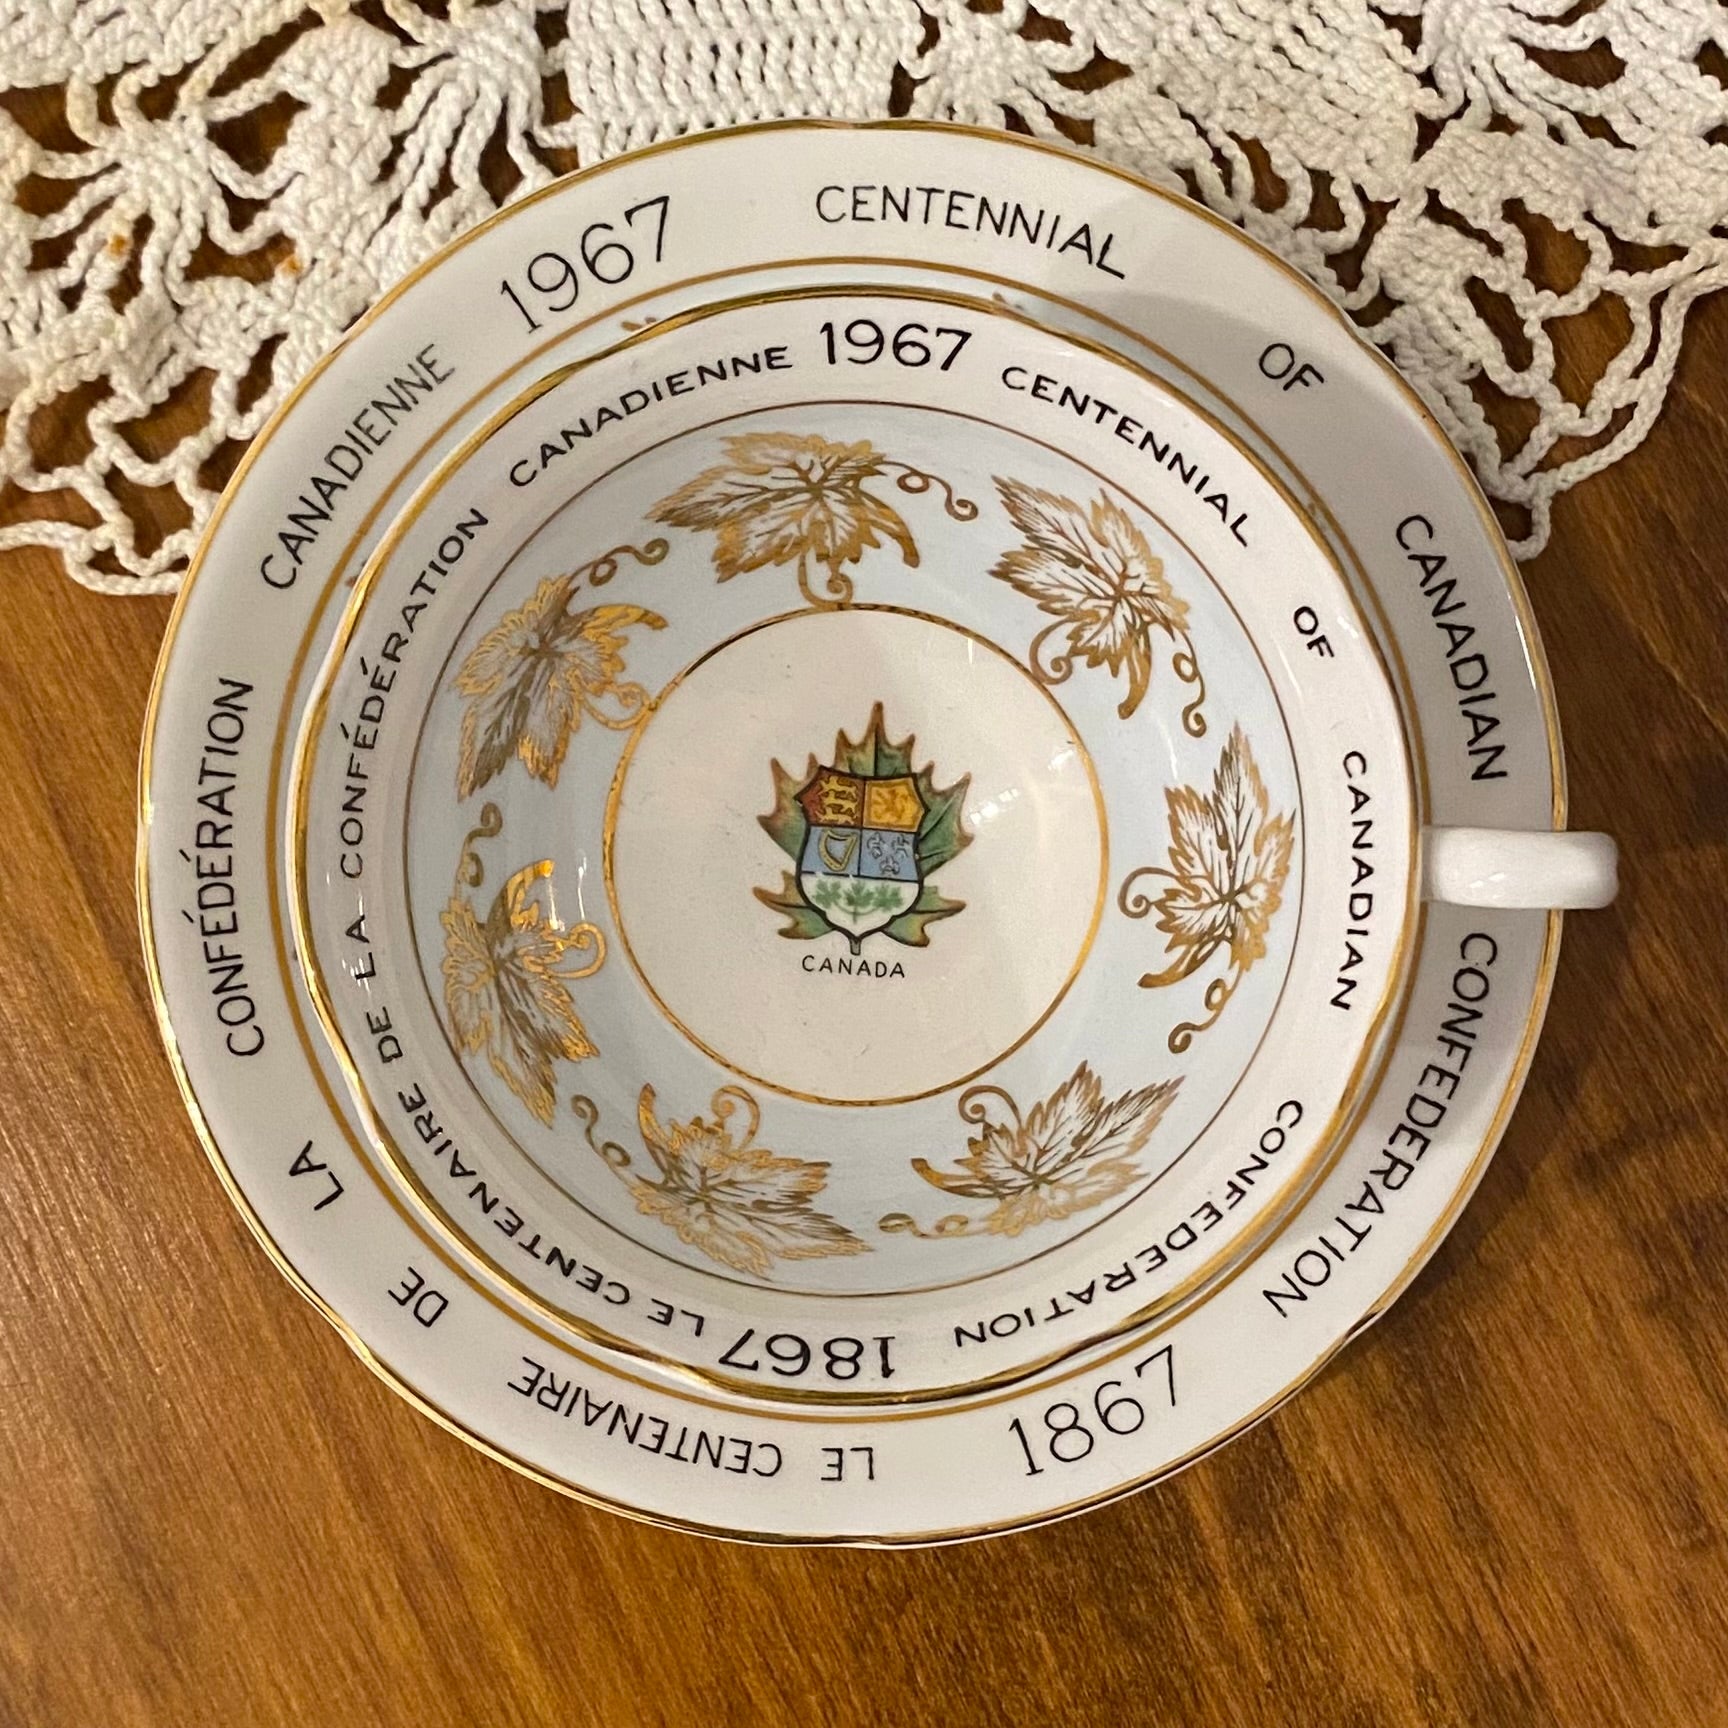 1967 CENTENNIAL OF CANADIAN CONFEDERATION
1867 LE CENTENAIRE DE LA CONFÉDÉRATION CANADIENNE
1967 CENTENNIAL OF CANADIAN CONFEDERATION
1867 LE CENTENAIRE DE LA CONFÉDÉRATION CANADIENNE
CANADA